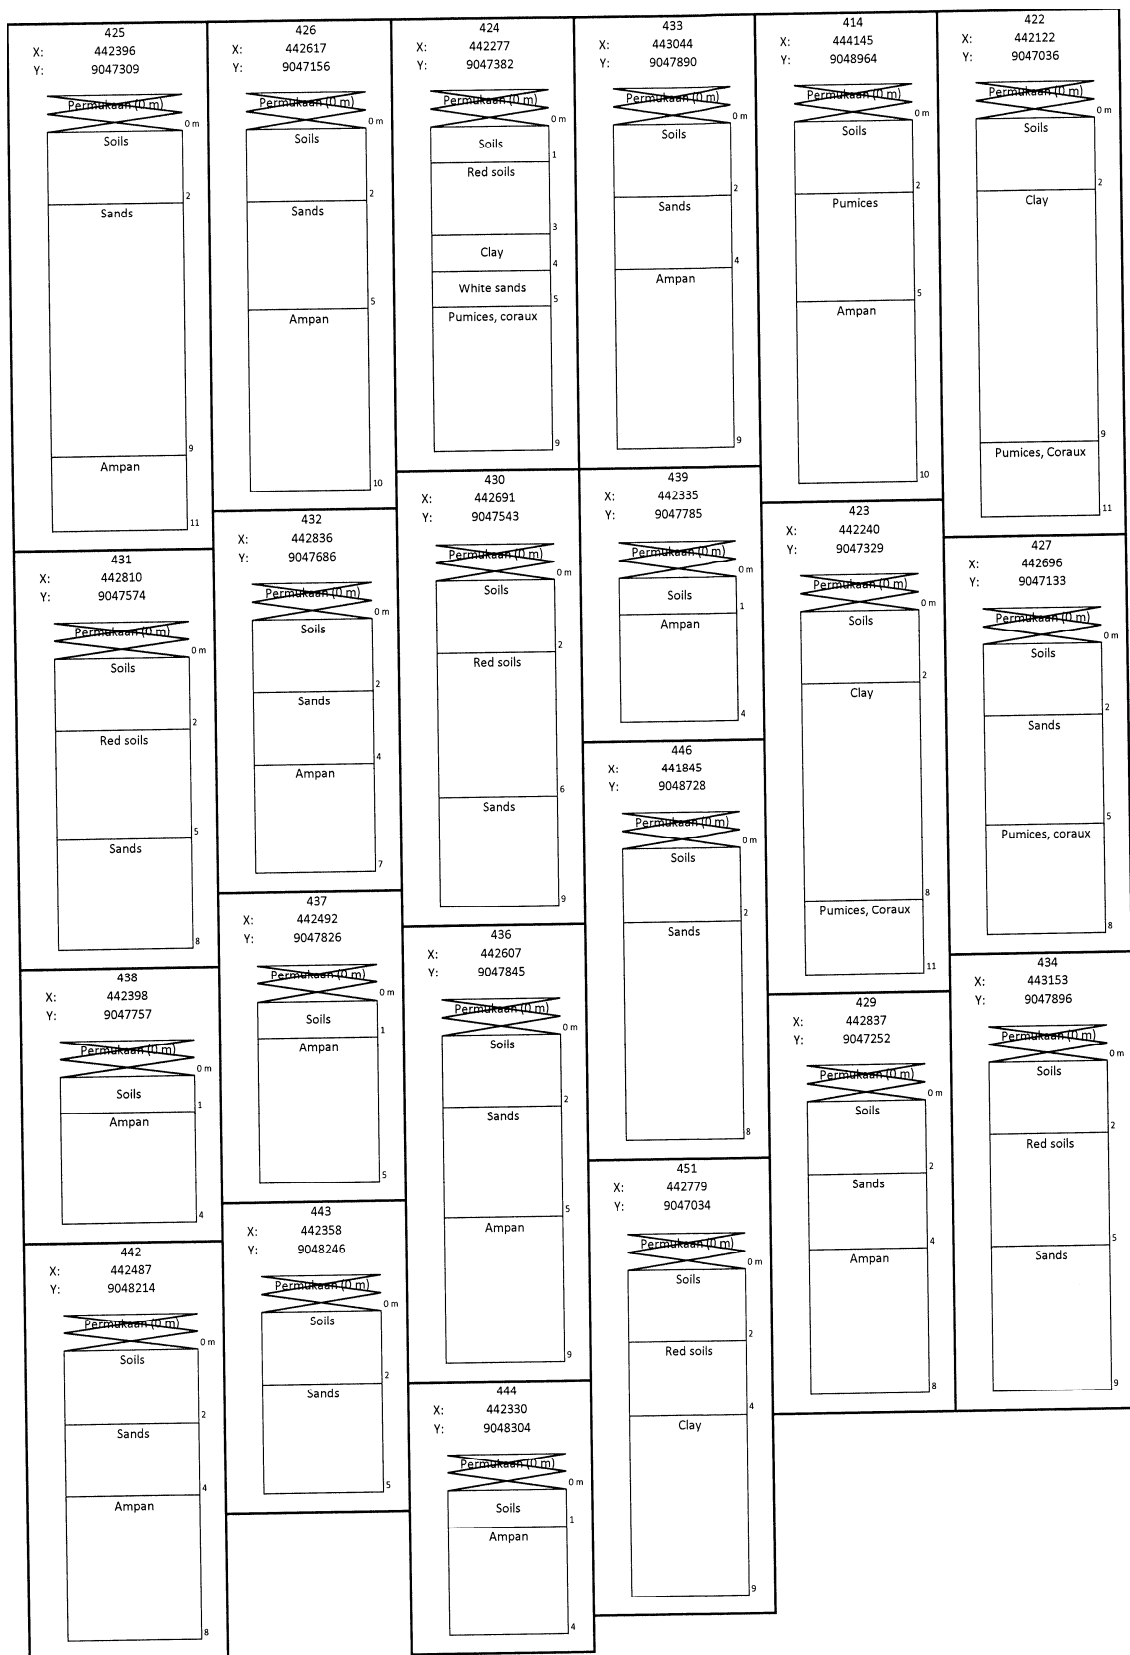 425
X: 442396
Y: 9047309
Permukaan (0 m)
0 m
Soils
2
Sands
9
Ampan
11
431
X: 442810
Y: 9047574
Permukaan (0 m)
0 m
Soils
2
Red soils
5
Sands
8
438
X: 442398
Y: 9047757
Permukaan (0 m)
0 m
Soils
1
Ampan
4
442
X: 442487
Y: 9048214
Permukaan (0 m)
0 m
Soils
2
Sands
4
Ampan
8
426
X: 442617
Y: 9047156
Permukaan (0 m)
0 m
Soils
2
Sands
5
Ampan
10
432
X: 442836
Y: 9047686
Permukaan (0 m)
0 m
Soils
2
Sands
4
Ampan
7
437
X: 442492
Y: 9047826
Permukaan (0 m)
0 m
Soils
1
Ampan
5
443
X: 442358
Y: 9048246
Permukaan (0 m)
0 m
Soils
2
Sands
5
424
X: 442277
Y: 9047382
Permukaan (0 m)
0 m
Soils
1
Red soils
3
Clay
4
White sands
5
Pumices, coraux
9
430
X: 442691
Y: 9047543
Permukaan (0 m)
0 m
Soils
2
Red soils
6
Sands
9
436
X: 442607
Y: 9047845
Permukaan (0 m)
0 m
Soils
2
Sands
5
Ampan
9
444
X: 442330
Y: 9048304
Permukaan (0 m)
0 m
Soils
1
Ampan
4
433
X: 443044
Y: 9047890
Permukaan (0 m)
0 m
Soils
2
Sands
4
Ampan
9
439
X: 442335
Y: 9047785
Permukaan (0 m)
0 m
Soils
1
Ampan
4
446
X: 441845
Y: 9048728
Permukaan (0 m)
0 m
Soils
2
Sands
8
451
X: 442779
Y: 9047034
Permukaan (0 m)
0 m
Soils
2
Red soils
4
Clay
9
414
X: 444145
Y: 9048964
Permukaan (0 m)
0 m
Soils
2
Pumices
5
Ampan
10
423
X: 442240
Y: 9047329
Permukaan (0 m)
0 m
Soils
2
Clay
8
Pumices, Coraux
11
429
X: 442837
Y: 9047252
Permukaan (0 m)
0 m
Soils
2
Sands
4
Ampan
8
422
X: 442122
Y: 9047036
Permukaan (0 m)
0 m
Soils
2
Clay
9
Pumices, Coraux
11
427
X: 442696
Y: 9047133
Permukaan (0 m)
0 m
Soils
2
Sands
5
Pumices, coraux
8
434
X: 443153
Y: 9047896
Permukaan (0 m)
0 m
Soils
2
Red soils
5
Sands
9